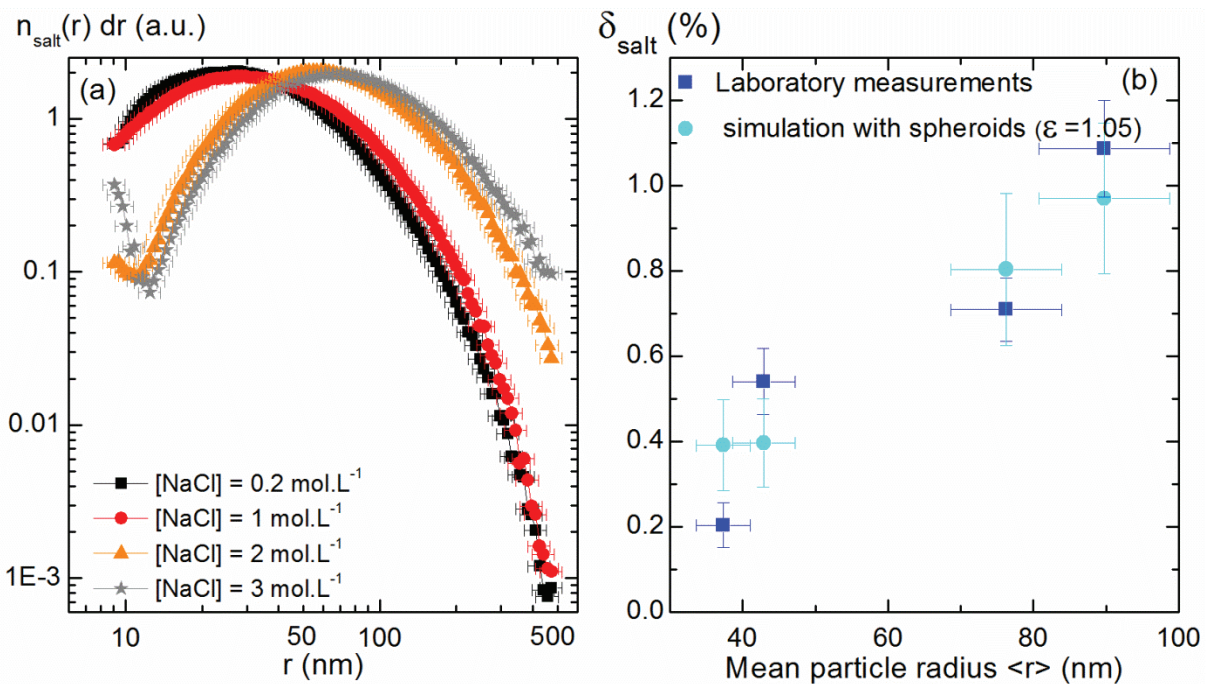 n_salt(r) dr (a.u.)
(a)
1
0.1
0.01
1E-3
[NaCl] = 0.2 mol.L⁻¹
[NaCl] = 1 mol.L⁻¹
[NaCl] = 2 mol.L⁻¹
[NaCl] = 3 mol.L⁻¹
10
50
100
500
r (nm)
δ_salt (%)
(b)
Laboratory measurements
simulation with spheroids (ε =1.05)
1.2
1.0
0.8
0.6
0.4
0.2
0.0
40
60
80
100
Mean particle radius <r> (nm)